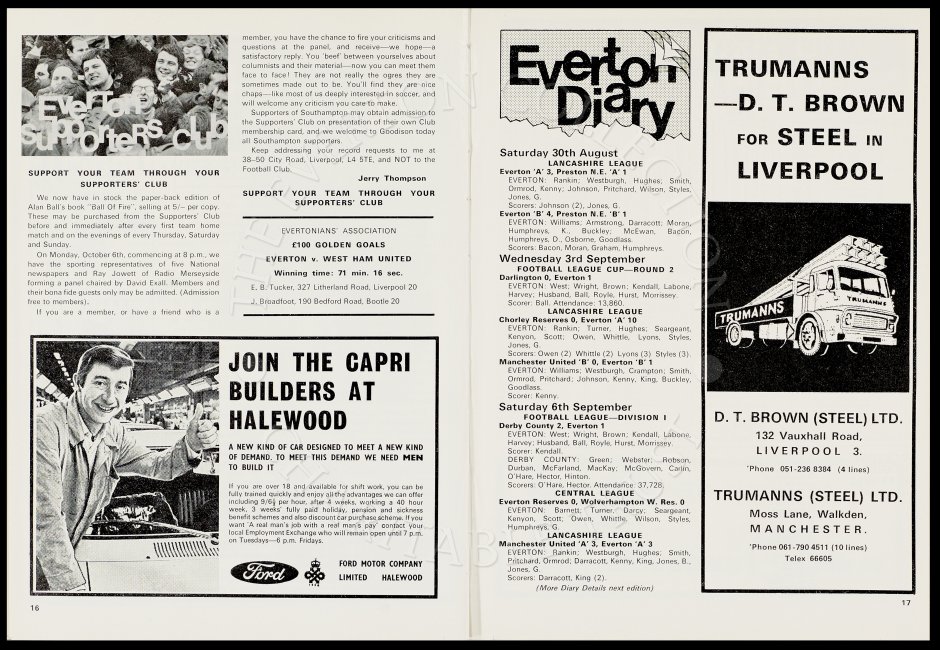 Everton
Supporters Club
SUPPORT YOUR TEAM THROUGH YOUR
SUPPORTERS' CLUB
We now have in stock the paper-back edition of
Alan Ball's book "Ball Of Fire", selling at 5/- per copy.
These may be purchased from the Supporters' Club
before and immediately after every first team home
match and on the evenings of every Thursday, Saturday
and Sunday.
On Monday, October 6th, commencing at 8 p.m., we
have the sporting representatives of five National
newspapers and Ray Jowett of Radio Merseyside
forming a panel chaired by David Exall. Members and
their bona fide guests only may be admitted. (Admission
free to members).
If you are a member, or have a friend who is a
member, you have the chance to fire your criticisms and
questions at the panel, and receive—we hope—a
satisfactory reply. You 'beef' between yourselves about
columnists and their material—now you can meet them
face to face! They are not really the ogres they are
sometimes made out to be. You'll find they are nice
chaps—like most of us deeply interested in soccer, and
will welcome any criticism you care to make.
Supporters of Southampton may obtain admission to
the Supporters' Club on presentation of their own Club
membership card, and we welcome to Goodison today
all Southampton supporters.
Keep addressing your record requests to me at
38–50 City Road, Liverpool, L4 5TE, and NOT to the
Football Club.
Jerry Thompson
SUPPORT YOUR TEAM THROUGH YOUR
SUPPORTERS' CLUB
EVERTONIANS' ASSOCIATION
£100 GOLDEN GOALS
EVERTON v. WEST HAM UNITED
Winning time: 71 min. 16 sec.
E. B. Tucker, 327 Litherland Road, Liverpool 20
J. Broadfoot, 190 Bedford Road, Bootle 20
JOIN THE CAPRI
BUILDERS AT
HALEWOOD
A NEW KIND OF CAR DESIGNED TO MEET A NEW KIND
OF DEMAND. TO MEET THIS DEMAND WE NEED MEN
TO BUILD IT
If you are over 18 and available for shift work, you can be
fully trained quickly and enjoy all the advantages we can offer
including 9/6½ per hour, after 4 weeks, working a 40 hour
week, 3 weeks' fully paid holiday, pension and sickness
benefit schemes and also discount car purchase scheme. If you
want 'A real man's job with a reel man's pay' contact your
local Employment Exchange who will remain open until 7 p.m.
on Tuesdays—6 p.m. Fridays.
Ford
FORD MOTOR COMPANY
LIMITED HALEWOOD
16
Everton
Diary
Saturday 30th August
LANCASHIRE LEAGUE
Everton 'A' 3, Preston N.E. 'A' 1
EVERTON: Rankin; Westburgh, Hughes; Smith,
Ormrod, Kenny; Johnson, Pritchard, Wilson, Styles,
Jones, G.
Scorers: Johnson (2), Jones, G.
Everton 'B' 4, Preston N.E. 'B' 1
EVERTON: Williams; Armstrong, Darracott; Moran,
Humphreys, K., Buckley; McEwan, Bacon,
Humphreys, D., Osborne, Goodlass.
Scorers: Bacon, Moran, Graham, Humphreys.
Wednesday 3rd September
FOOTBALL LEAGUE CUP—ROUND 2
Darlington 0, Everton 1
EVERTON: West; Wright, Brown; Kendall, Labone,
Harvey; Husband, Ball, Royle, Hurst, Morrisey.
Scorer: Ball. Attendance: 13,860.
LANCASHIRE LEAGUE
Chorley Reserves 0, Everton 'A' 10
EVERTON: Rankin; Turner, Hughes; Seargeant,
Kenyon, Scott; Owen, Whittle, Lyons, Styles,
Jones, G.
Scorers: Owen (2) Whittle (2) Lyons (3) Styles (3).
Manchester United 'B' 0, Everton 'B' 1
EVERTON: Williams; Westburgh, Crampton; Smith,
Ormrod, Pritchard; Johnson, Kenny, King, Buckley,
Goodlass.
Scorer: Kenny.
Saturday 6th September
FOOTBALL LEAGUE—DIVISION I
Derby County 2, Everton 1
EVERTON: West; Wright, Brown; Kendall, Labone,
Harvey; Husband, Ball, Royle, Hurst, Morrisey.
Scorer: Kendall.
DERBY COUNTY: Green; Webster, Robson,
Durban, McFarland, MacKay; McGovern, Carlin,
O'Hare, Hector, Hinton.
Scorers: O'Hare, Hector. Attendance: 37,728.
CENTRAL LEAGUE
Everton Reserves 0, Wolverhampton W. Res. 0
EVERTON: Barnett; Turner, Darcy; Seargeant,
Kenyon, Scott; Owen, Whittle, Wilson, Styles,
Humphreys, G.
LANCASHIRE LEAGUE
Manchester United 'A' 3, Everton 'A' 3
EVERTON: Rankin; Westburgh, Hughes; Smith,
Pritchard, Ormrod; Darracott, Kenny, King, Jones, B.,
Jones, G.
Scorers: Darracott, King (2).
(More Diary Details next edition)
TRUMANNS
—D. T. BROWN
FOR STEEL IN
LIVERPOOL
TRUMANNS
TRUMANNS
D. T. BROWN (STEEL) LTD.
132 Vauxhall Road,
LIVERPOOL 3.
'Phone 051-236 8384 (4 lines)
TRUMANNS (STEEL) LTD.
Moss Lane, Walkden,
MANCHESTER.
'Phone 061-790 4511 (10 lines)
Telex 66605
17